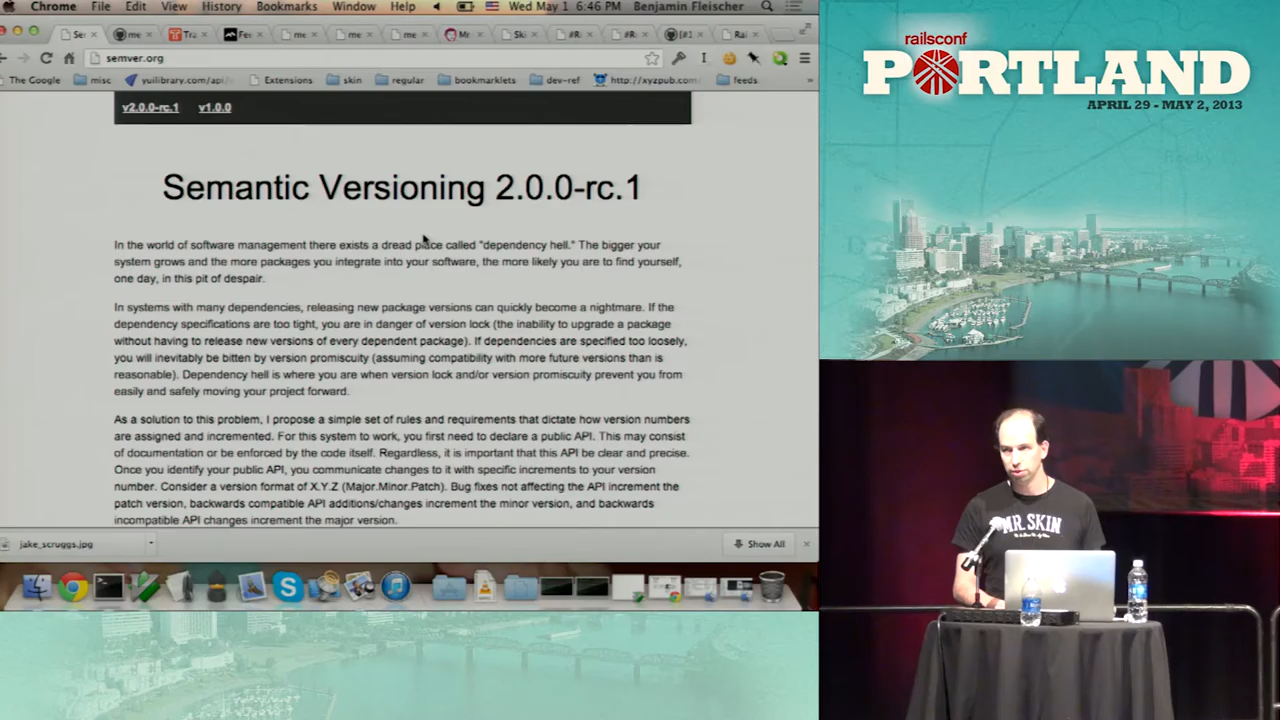 Chrome File Edit View History Bookmarks Window Help Wed May 1 6:46 PM Benjamin Fleischer
semver.org
The Google misc yuilibrary.com/api/ Extensions skin regular bookmarklets dev-ref http://xyzpub.com/ feeds
v2.0.0-rc.1 v1.0.0
Semantic Versioning 2.0.0-rc.1
In the world of software management there exists a dread place called "dependency hell." The bigger your
system grows and the more packages you integrate into your software, the more likely you are to find yourself,
one day, in this pit of despair.
In systems with many dependencies, releasing new package versions can quickly become a nightmare. If the
dependency specifications are too tight, you are in danger of version lock (the inability to upgrade a package
without having to release new versions of every dependent package). If dependencies are specified too loosely,
you will inevitably be bitten by version promiscuity (assuming compatibility with more future versions than is
reasonable). Dependency hell is where you are when version lock and/or version promiscuity prevent you from
easily and safely moving your project forward.
As a solution to this problem, I propose a simple set of rules and requirements that dictate how version numbers
are assigned and incremented. For this system to work, you first need to declare a public API. This may consist
of documentation or be enforced by the code itself. Regardless, it is important that this API be clear and precise.
Once you identify your public API, you communicate changes to it with specific increments to your version
number. Consider a version format of X.Y.Z (Major.Minor.Patch). Bug fixes not affecting the API increment the
patch version, backwards compatible API additions/changes increment the minor version, and backwards
incompatible API changes increment the major version.
jake_scruggs.jpg Show All
railsconf
PORTLAND
APRIL 29 - MAY 2, 2013
MR. SKIN